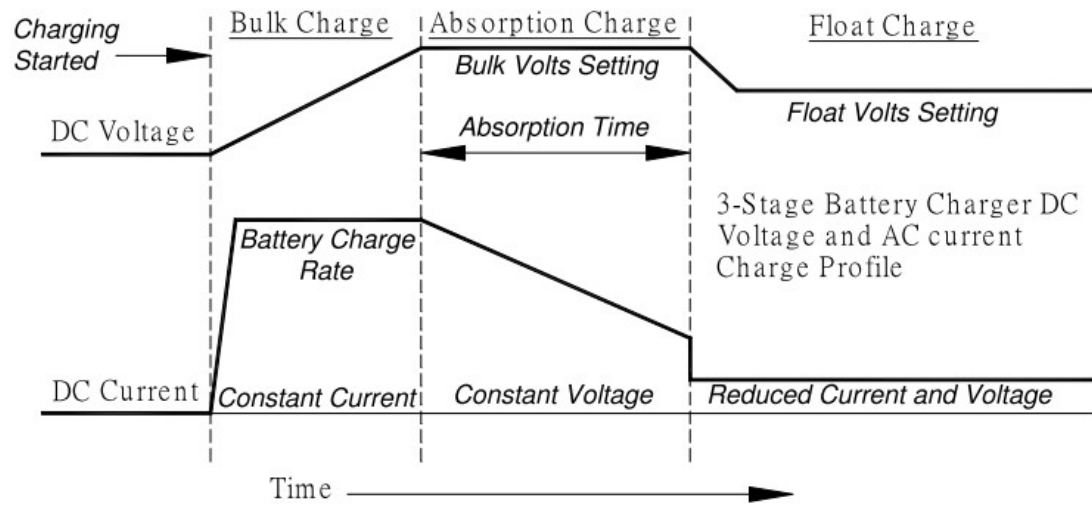 Charging
Started
Bulk Charge
Absorption Charge
Float Charge
Bulk Volts Setting
DC Voltage
Absorption Time
Float Volts Setting
3-Stage Battery Charger DC
Voltage and AC current
Charge Profile
Battery Charge
Rate
DC Current
Constant Current
Constant Voltage
Reduced Current and Voltage
Time